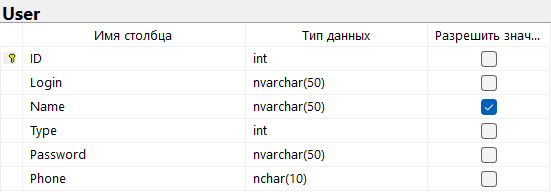 User
Имя столбца Тип данных Разрешить знач...
ID int
Login nvarchar(50)
Name nvarchar(50)
Type int
Password nvarchar(50)
Phone nchar(10)